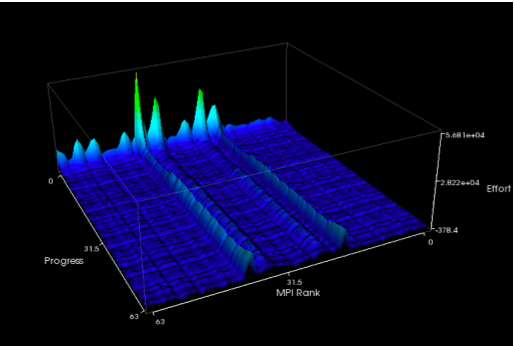 5.681e+04
2.822e+04
Effort
-378.4
0
0
31.5
Progress
63
63
31.5
MPI Rank